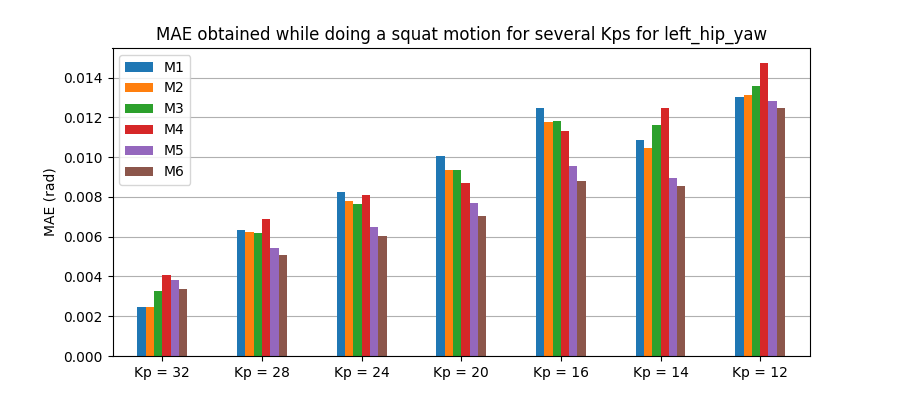 MAE obtained while doing a squat motion for several Kps for left_hip_yaw
M1
M2
M3
M4
M5
M6
MAE (rad)
0.014
0.012
0.010
0.008
0.006
0.004
0.002
0.000
Kp = 32 Kp = 28 Kp = 24 Kp = 20 Kp = 16 Kp = 14 Kp = 12